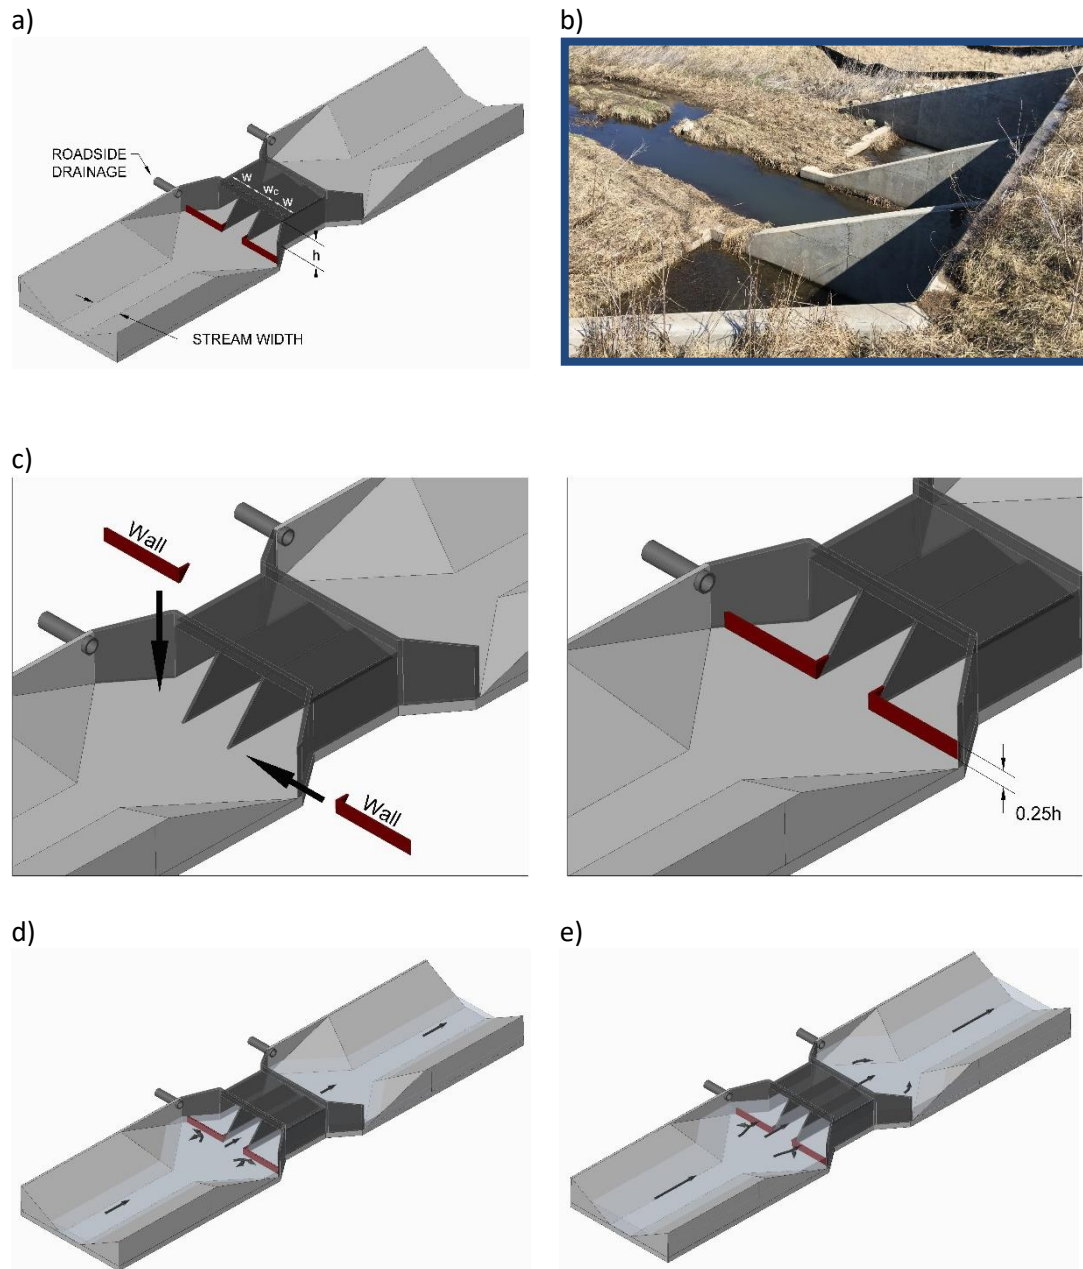 a)
b)
ROADSIDE
DRAINAGE
w
wc
w
h
STREAM WIDTH
c)
Wall
Wall
0.25h
d)
e)